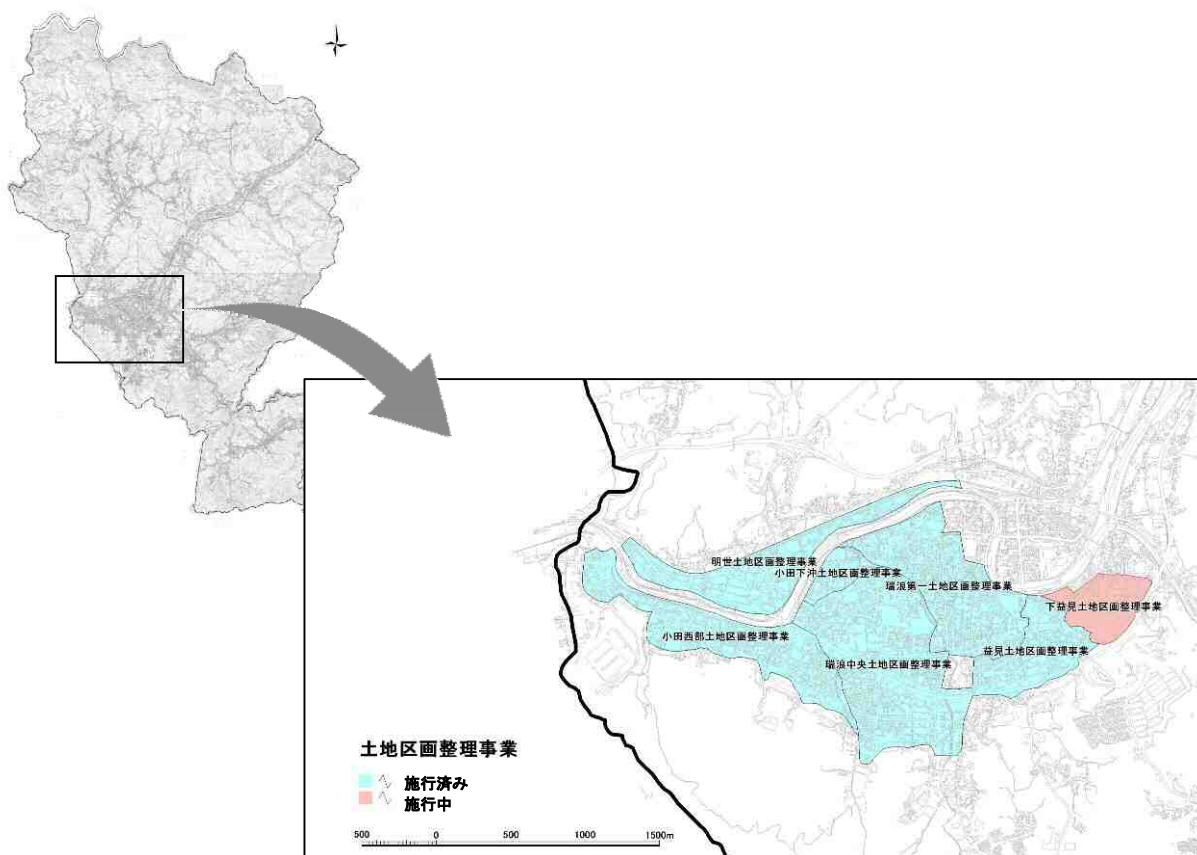 明世土地区画整理事業
小田下沖土地区画整理事業
瑞浪第一土地区画整理事業
下益見土地区画整理事業
小田西部土地区画整理事業
益見土地区画整理事業
瑞浪中央土地区画整理事業
土地区画整理事業
施行済み
施行中
500 0 500 1000 1500m